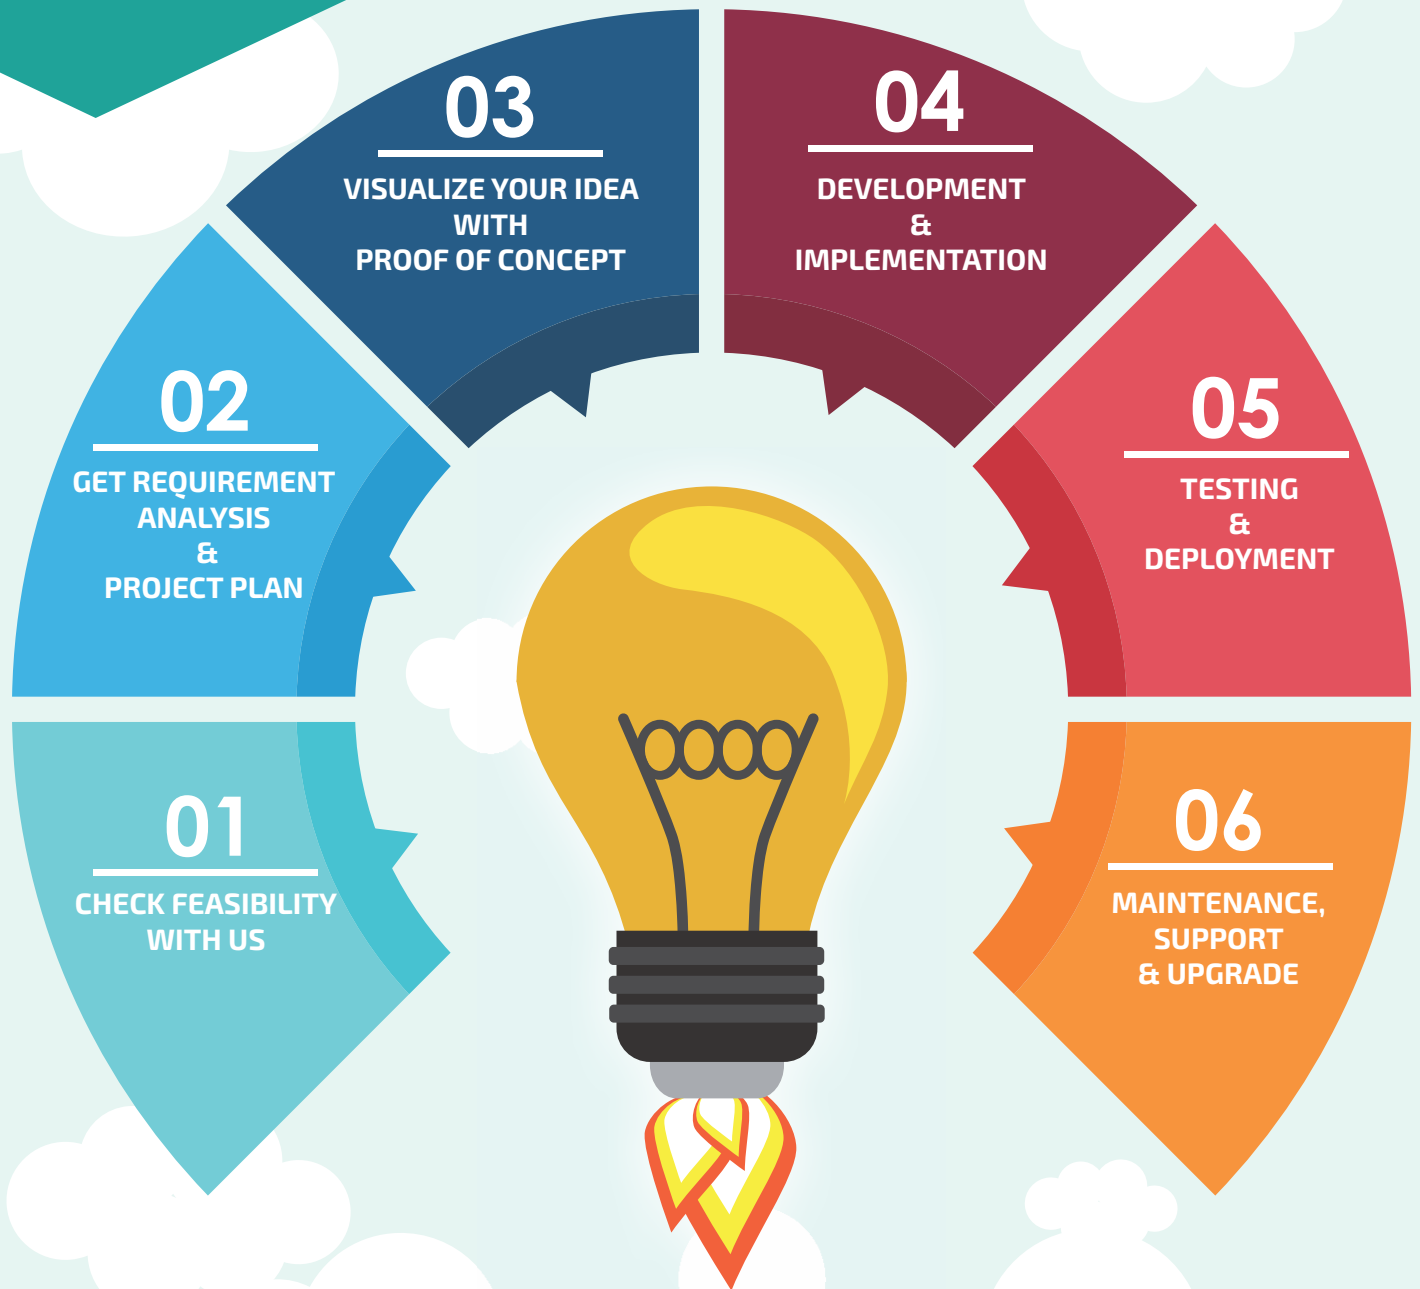 01
CHECK FEASIBILITY
WITH US
02
GET REQUIREMENT
ANALYSIS
&
PROJECT PLAN
03
VISUALIZE YOUR IDEA
WITH
PROOF OF CONCEPT
04
DEVELOPMENT
&
IMPLEMENTATION
05
TESTING
&
DEPLOYMENT
06
MAINTENANCE,
SUPPORT
& UPGRADE